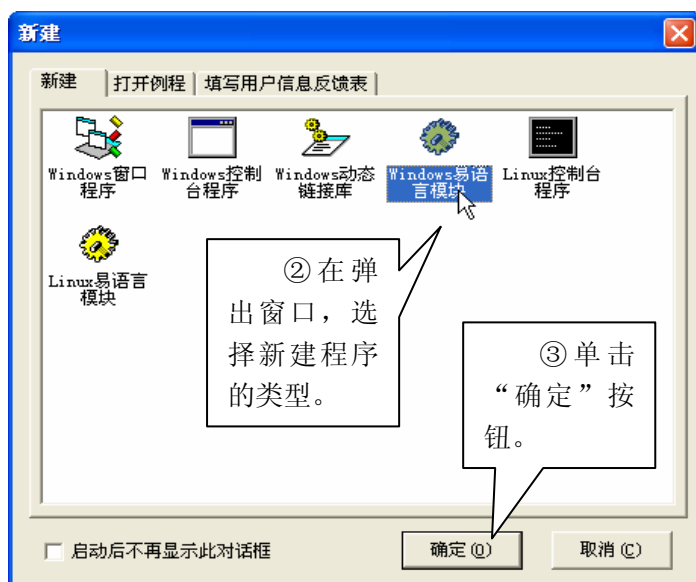 新建
新建
打开例程
填写用户信息反馈表
Windows窗口
程序
Windows控制
台程序
Windows动态
链接库
Windows易语
言模块
Linux控制台
程序
Linux易语言
模块
②在弹
出窗口，选
择新建程序
的类型。
③单击
“确定”按
钮。
启动后不再显示此对话框
确定(O)
取消(C)